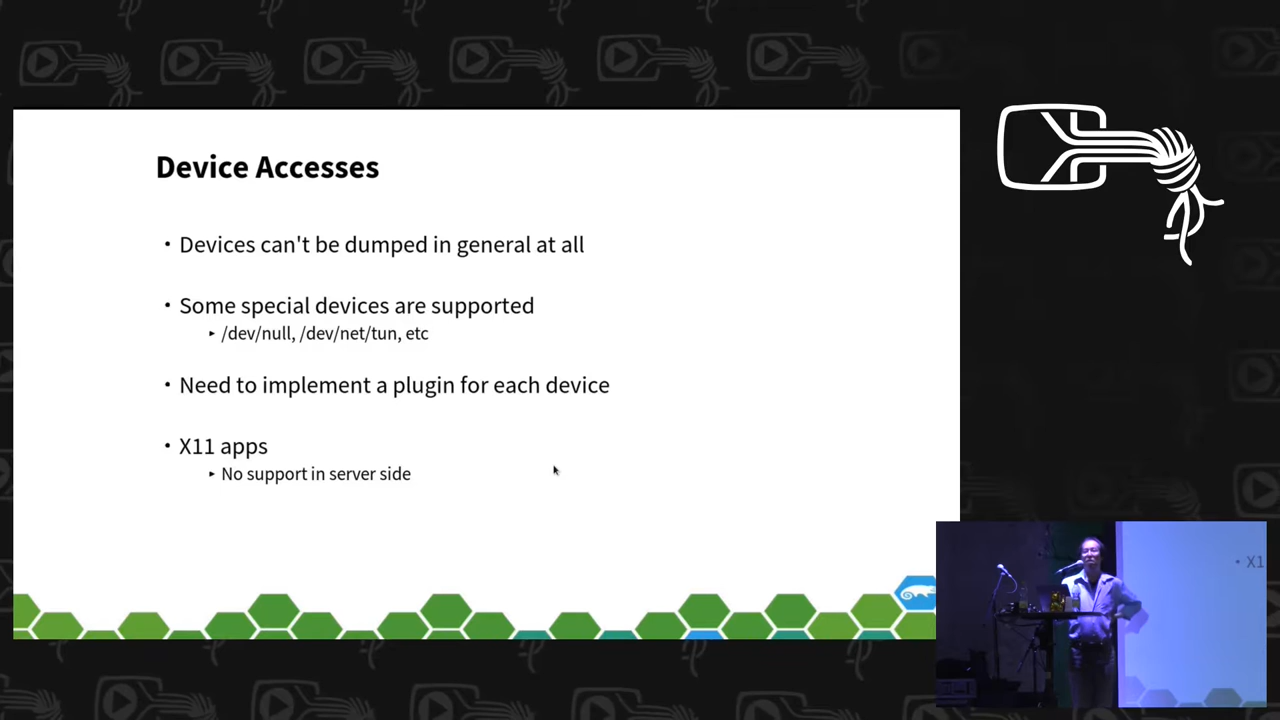 Device Accesses
• Devices can't be dumped in general at all
• Some special devices are supported
▸ /dev/null, /dev/net/tun, etc
• Need to implement a plugin for each device
• X11 apps
▸ No support in server side
• X1